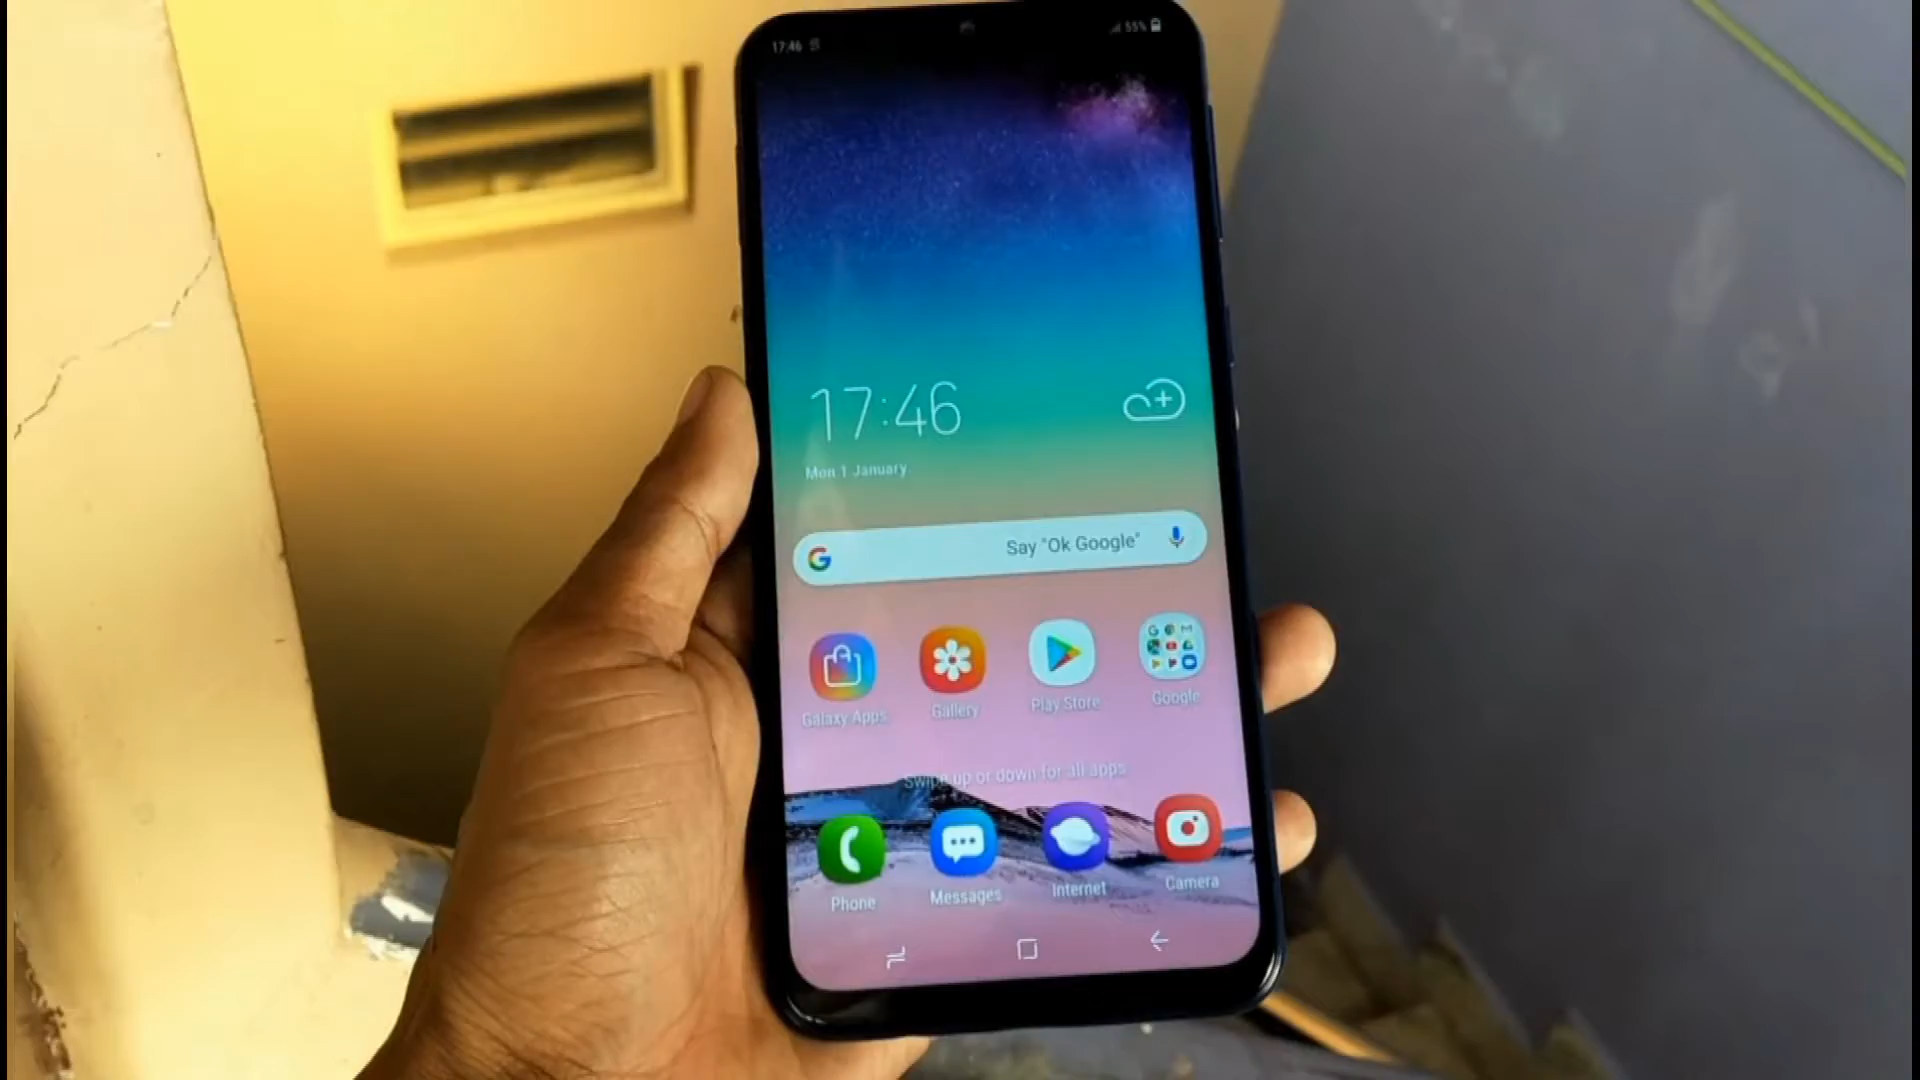 17:46
55%
17:46
Mon 1 January
Say "Ok Google"
Galaxy Apps
Gallery
Play Store
Google
Swipe up or down for all apps
Phone
Messages
Internet
Camera